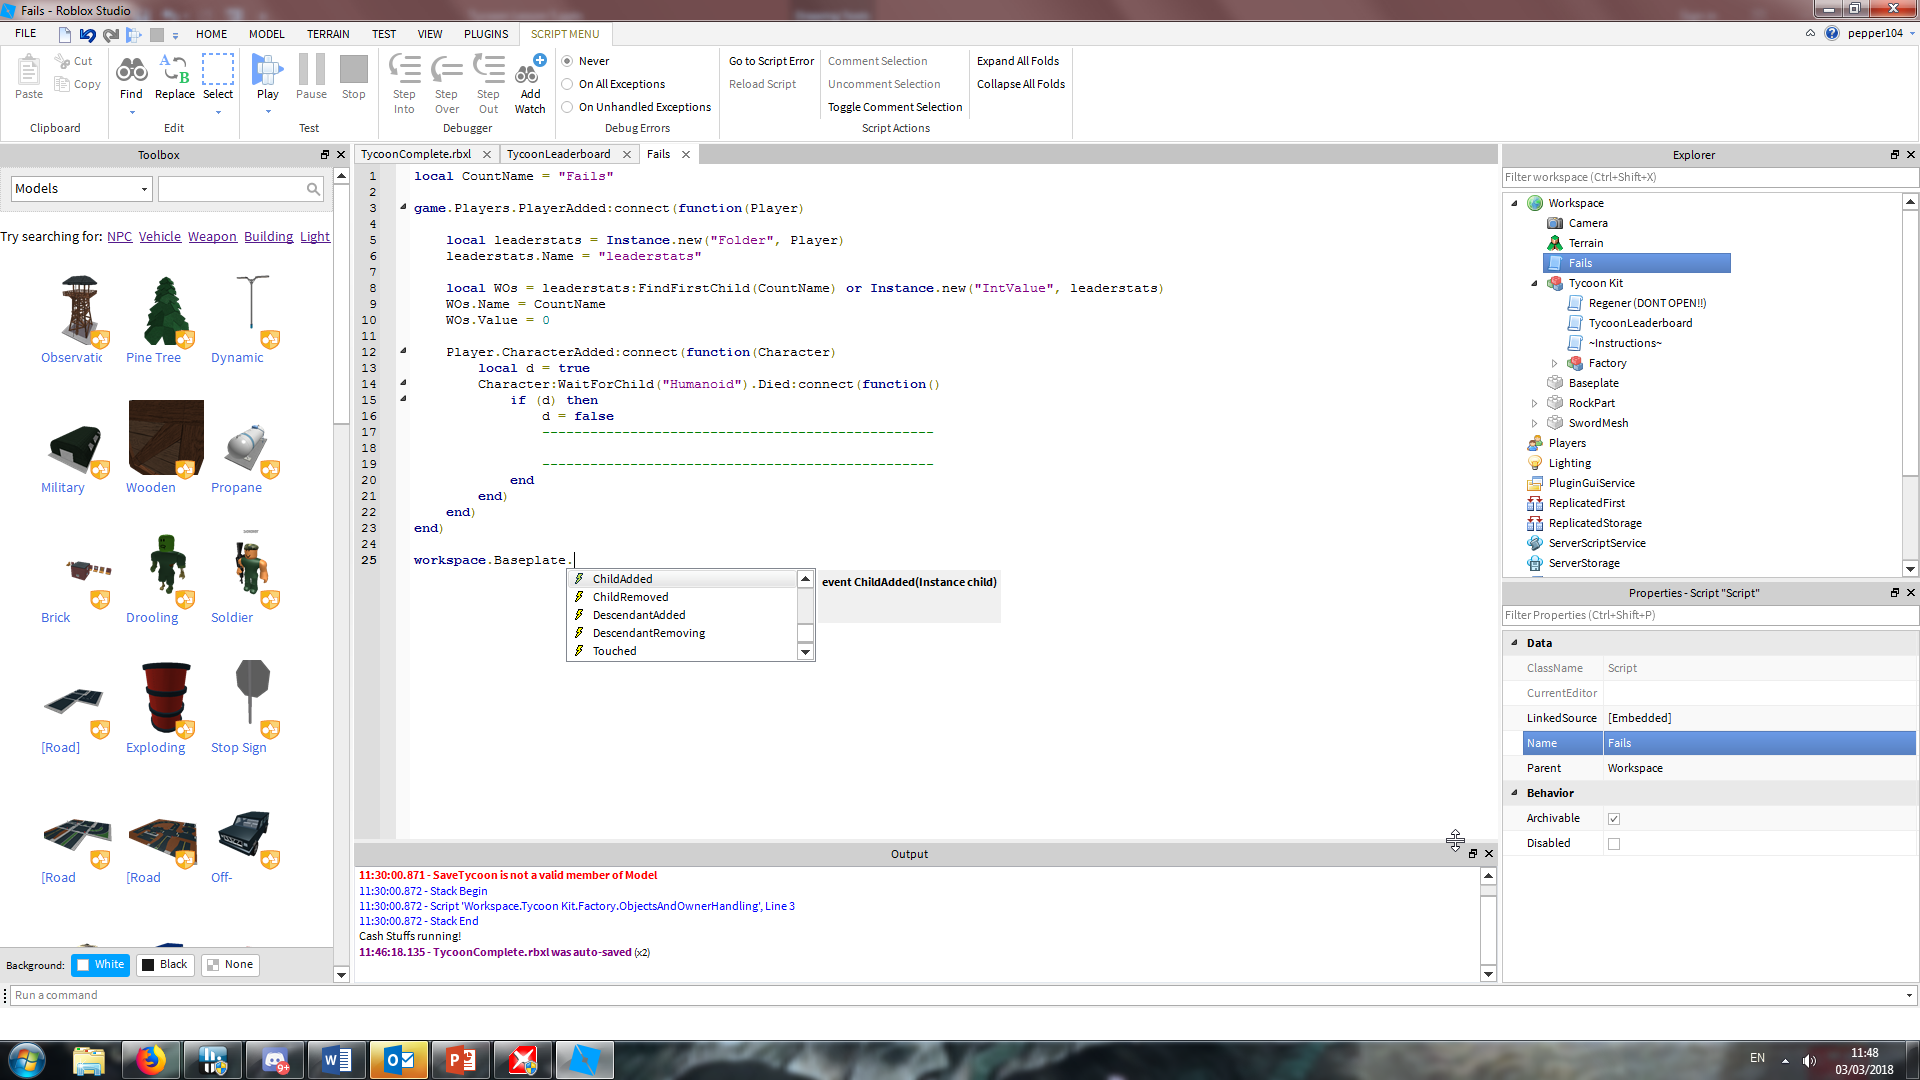 Fails - Roblox Studio
FILE HOME MODEL TERRAIN TEST VIEW PLUGINS SCRIPT MENU pepper104
Paste Cut Copy Clipboard
Find Replace Select Edit
Play Pause Stop Test
Step Into Step Over Step Out Add Watch Debugger
Never
On All Exceptions
On Unhandled Exceptions
Debug Errors
Go to Script Error
Reload Script
Comment Selection
Uncomment Selection
Toggle Comment Selection
Expand All Folds
Collapse All Folds
Script Actions
Toolbox
Models
Try searching for: NPC Vehicle Weapon Building Light
Observatic Pine Tree Dynamic
Military Wooden Propane
Brick Drooling Soldier
[Road] Exploding Stop Sign
[Road [Road Off-
Background: White Black None
TycoonComplete.rbxl TycoonLeaderboard Fails
1 local CountName = "Fails"
2
3 game.Players.PlayerAdded:connect(function(Player)
4
5 local leaderstats = Instance.new("Folder", Player)
6 leaderstats.Name = "leaderstats"
7
8 local WOs = leaderstats:FindFirstChild(CountName) or Instance.new("IntValue", leaderstats)
9 WOs.Name = CountName
10 WOs.Value = 0
11
12 Player.CharacterAdded:connect(function(Character)
13 local d = true
14 Character:WaitForChild("Humanoid").Died:connect(function()
15 if (d) then
16 d = false
17 -------------------------------------------------
18
19 -------------------------------------------------
20 end
21 end)
22 end)
23 end)
24
25 workspace.Baseplate.
ChildAdded
ChildRemoved
DescendantAdded
DescendantRemoving
Touched
event ChildAdded(Instance child)
Output
11:30:00.871 - SaveTycoon is not a valid member of Model
11:30:00.872 - Stack Begin
11:30:00.872 - Script 'Workspace.Tycoon Kit.Factory.ObjectsAndOwnerHandling', Line 3
11:30:00.872 - Stack End
Cash Stuffs running!
11:46:18.135 - TycoonComplete.rbxl was auto-saved (x2)
Explorer
Filter workspace (Ctrl+Shift+X)
Workspace
Camera
Terrain
Fails
Tycoon Kit
Regener (DONT OPEN!!)
TycoonLeaderboard
~Instructions~
Factory
Baseplate
RockPart
SwordMesh
Players
Lighting
PluginGuiService
ReplicatedFirst
ReplicatedStorage
ServerScriptService
ServerStorage
Properties - Script "Script"
Filter Properties (Ctrl+Shift+P)
Data
ClassName Script
CurrentEditor
LinkedSource [Embedded]
Name Fails
Parent Workspace
Behavior
Archivable
Disabled
Run a command
9+
EN
11:48
03/03/2018